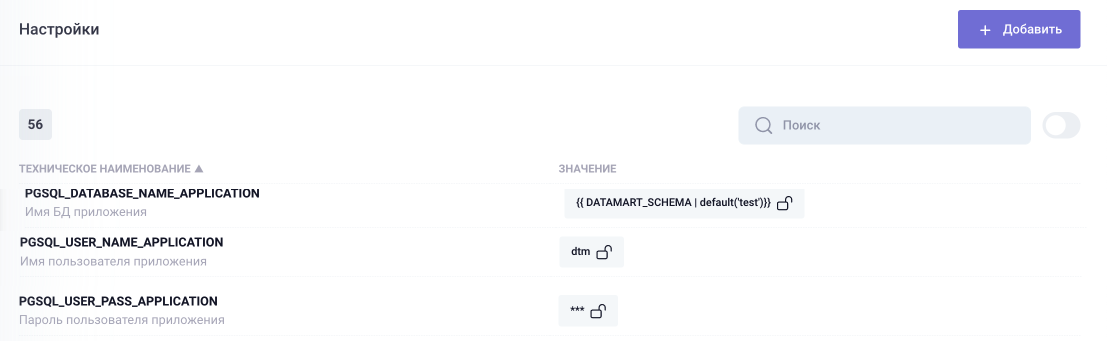 Настройки
+ Добавить
56
Поиск
ТЕХНИЧЕСКОЕ НАИМЕНОВАНИЕ ▲ ЗНАЧЕНИЕ
PGSQL_DATABASE_NAME_APPLICATION
Имя БД приложения
{{ DATAMART_SCHEMA | default('test')}}
PGSQL_USER_NAME_APPLICATION
Имя пользователя приложения
dtm
PGSQL_USER_PASS_APPLICATION
Пароль пользователя приложения
***